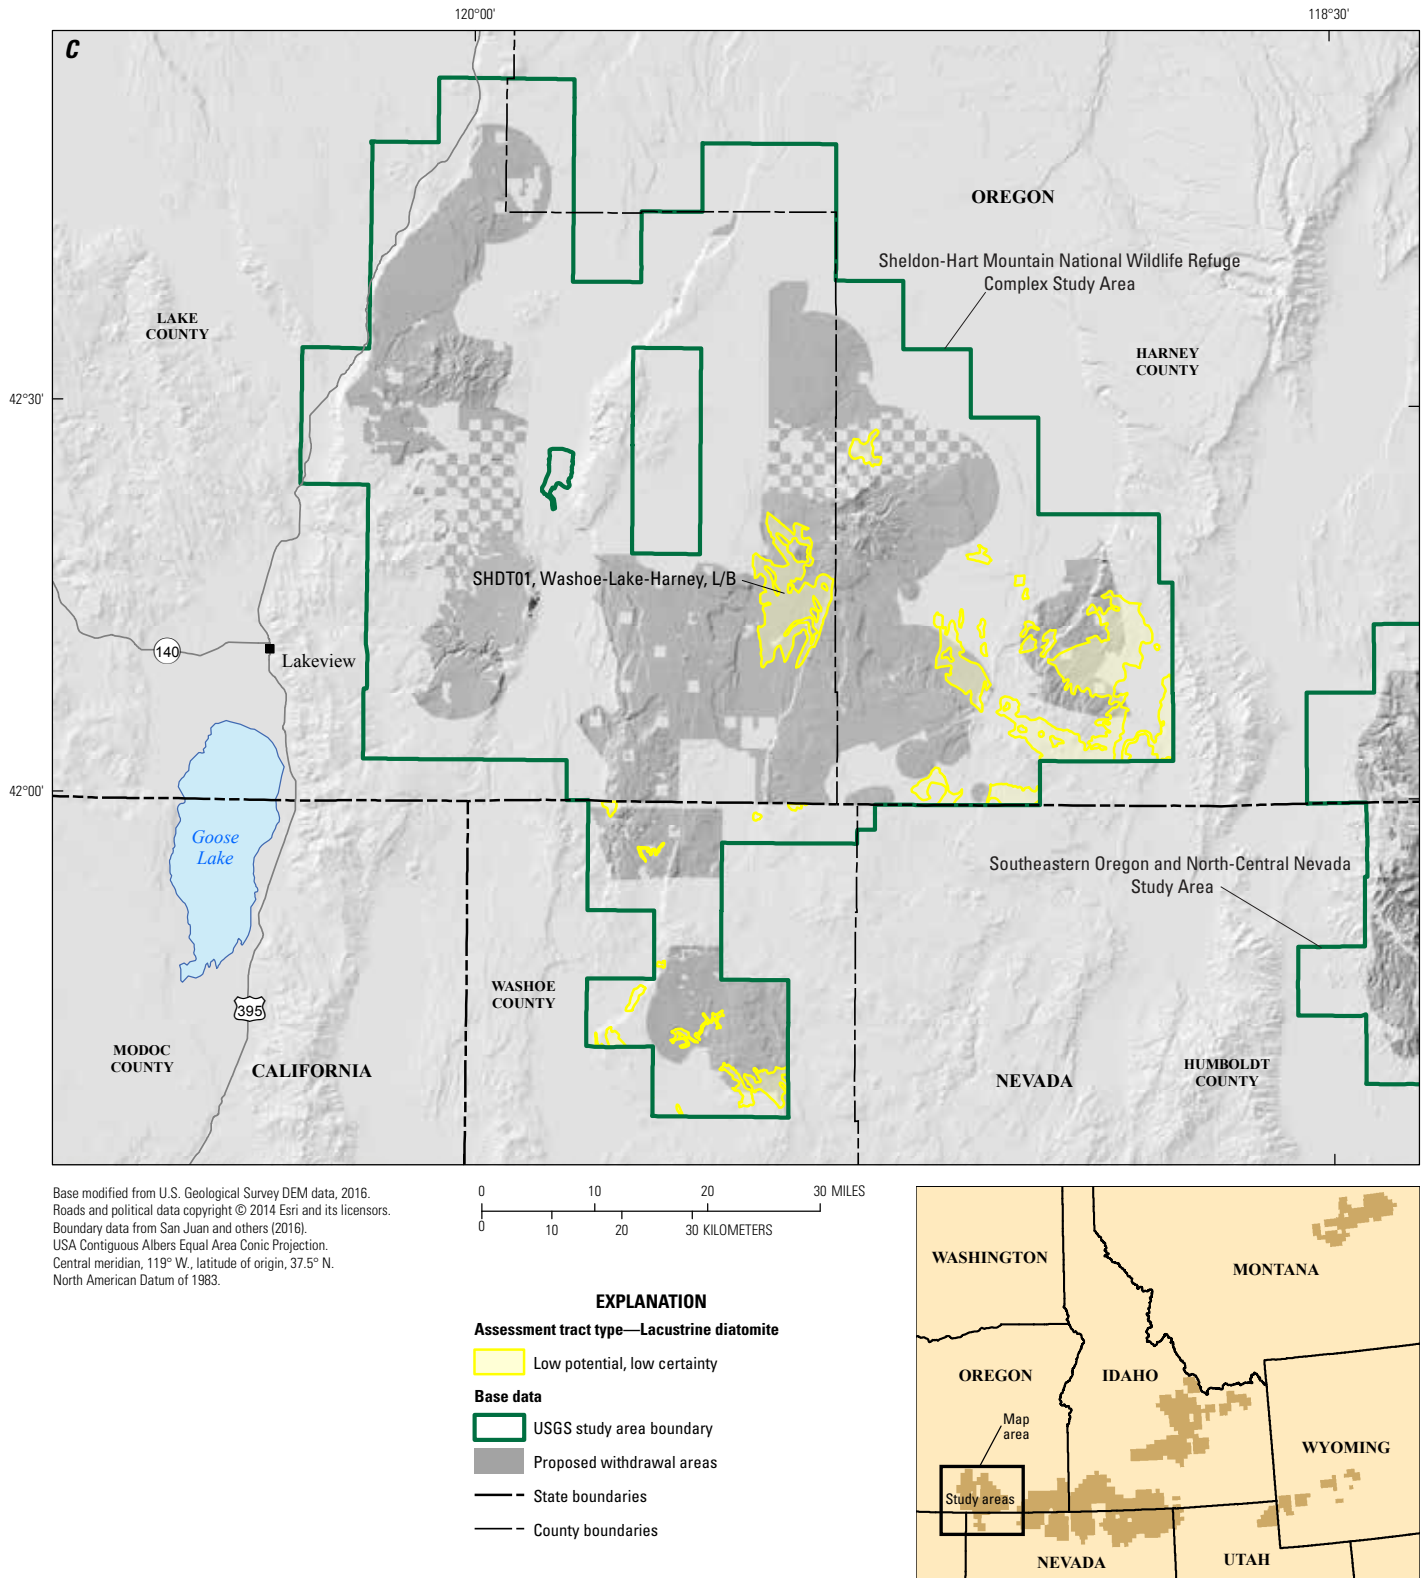 120°00'
118°30'
C
OREGON
Sheldon-Hart Mountain National Wildlife Refuge
Complex Study Area
LAKE
COUNTY
HARNEY
COUNTY
42°30'
SHDT01, Washoe-Lake-Harney, L/B
140
Lakeview
42°00'
Goose
Lake
Southeastern Oregon and North-Central Nevada
Study Area
WASHOE
COUNTY
395
MODOC
COUNTY
CALIFORNIA
NEVADA
HUMBOLDT
COUNTY
Base modified from U.S. Geological Survey DEM data, 2016.
Roads and political data copyright © 2014 Esri and its licensors.
Boundary data from San Juan and others (2016).
USA Contiguous Albers Equal Area Conic Projection.
Central meridian, 119° W., latitude of origin, 37.5° N.
North American Datum of 1983.
0 10 20 30 MILES
0 10 20 30 KILOMETERS
EXPLANATION
Assessment tract type—Lacustrine diatomite
Low potential, low certainty
Base data
USGS study area boundary
Proposed withdrawal areas
State boundaries
County boundaries
WASHINGTON
MONTANA
OREGON
IDAHO
Map
area
WYOMING
Study areas
NEVADA
UTAH